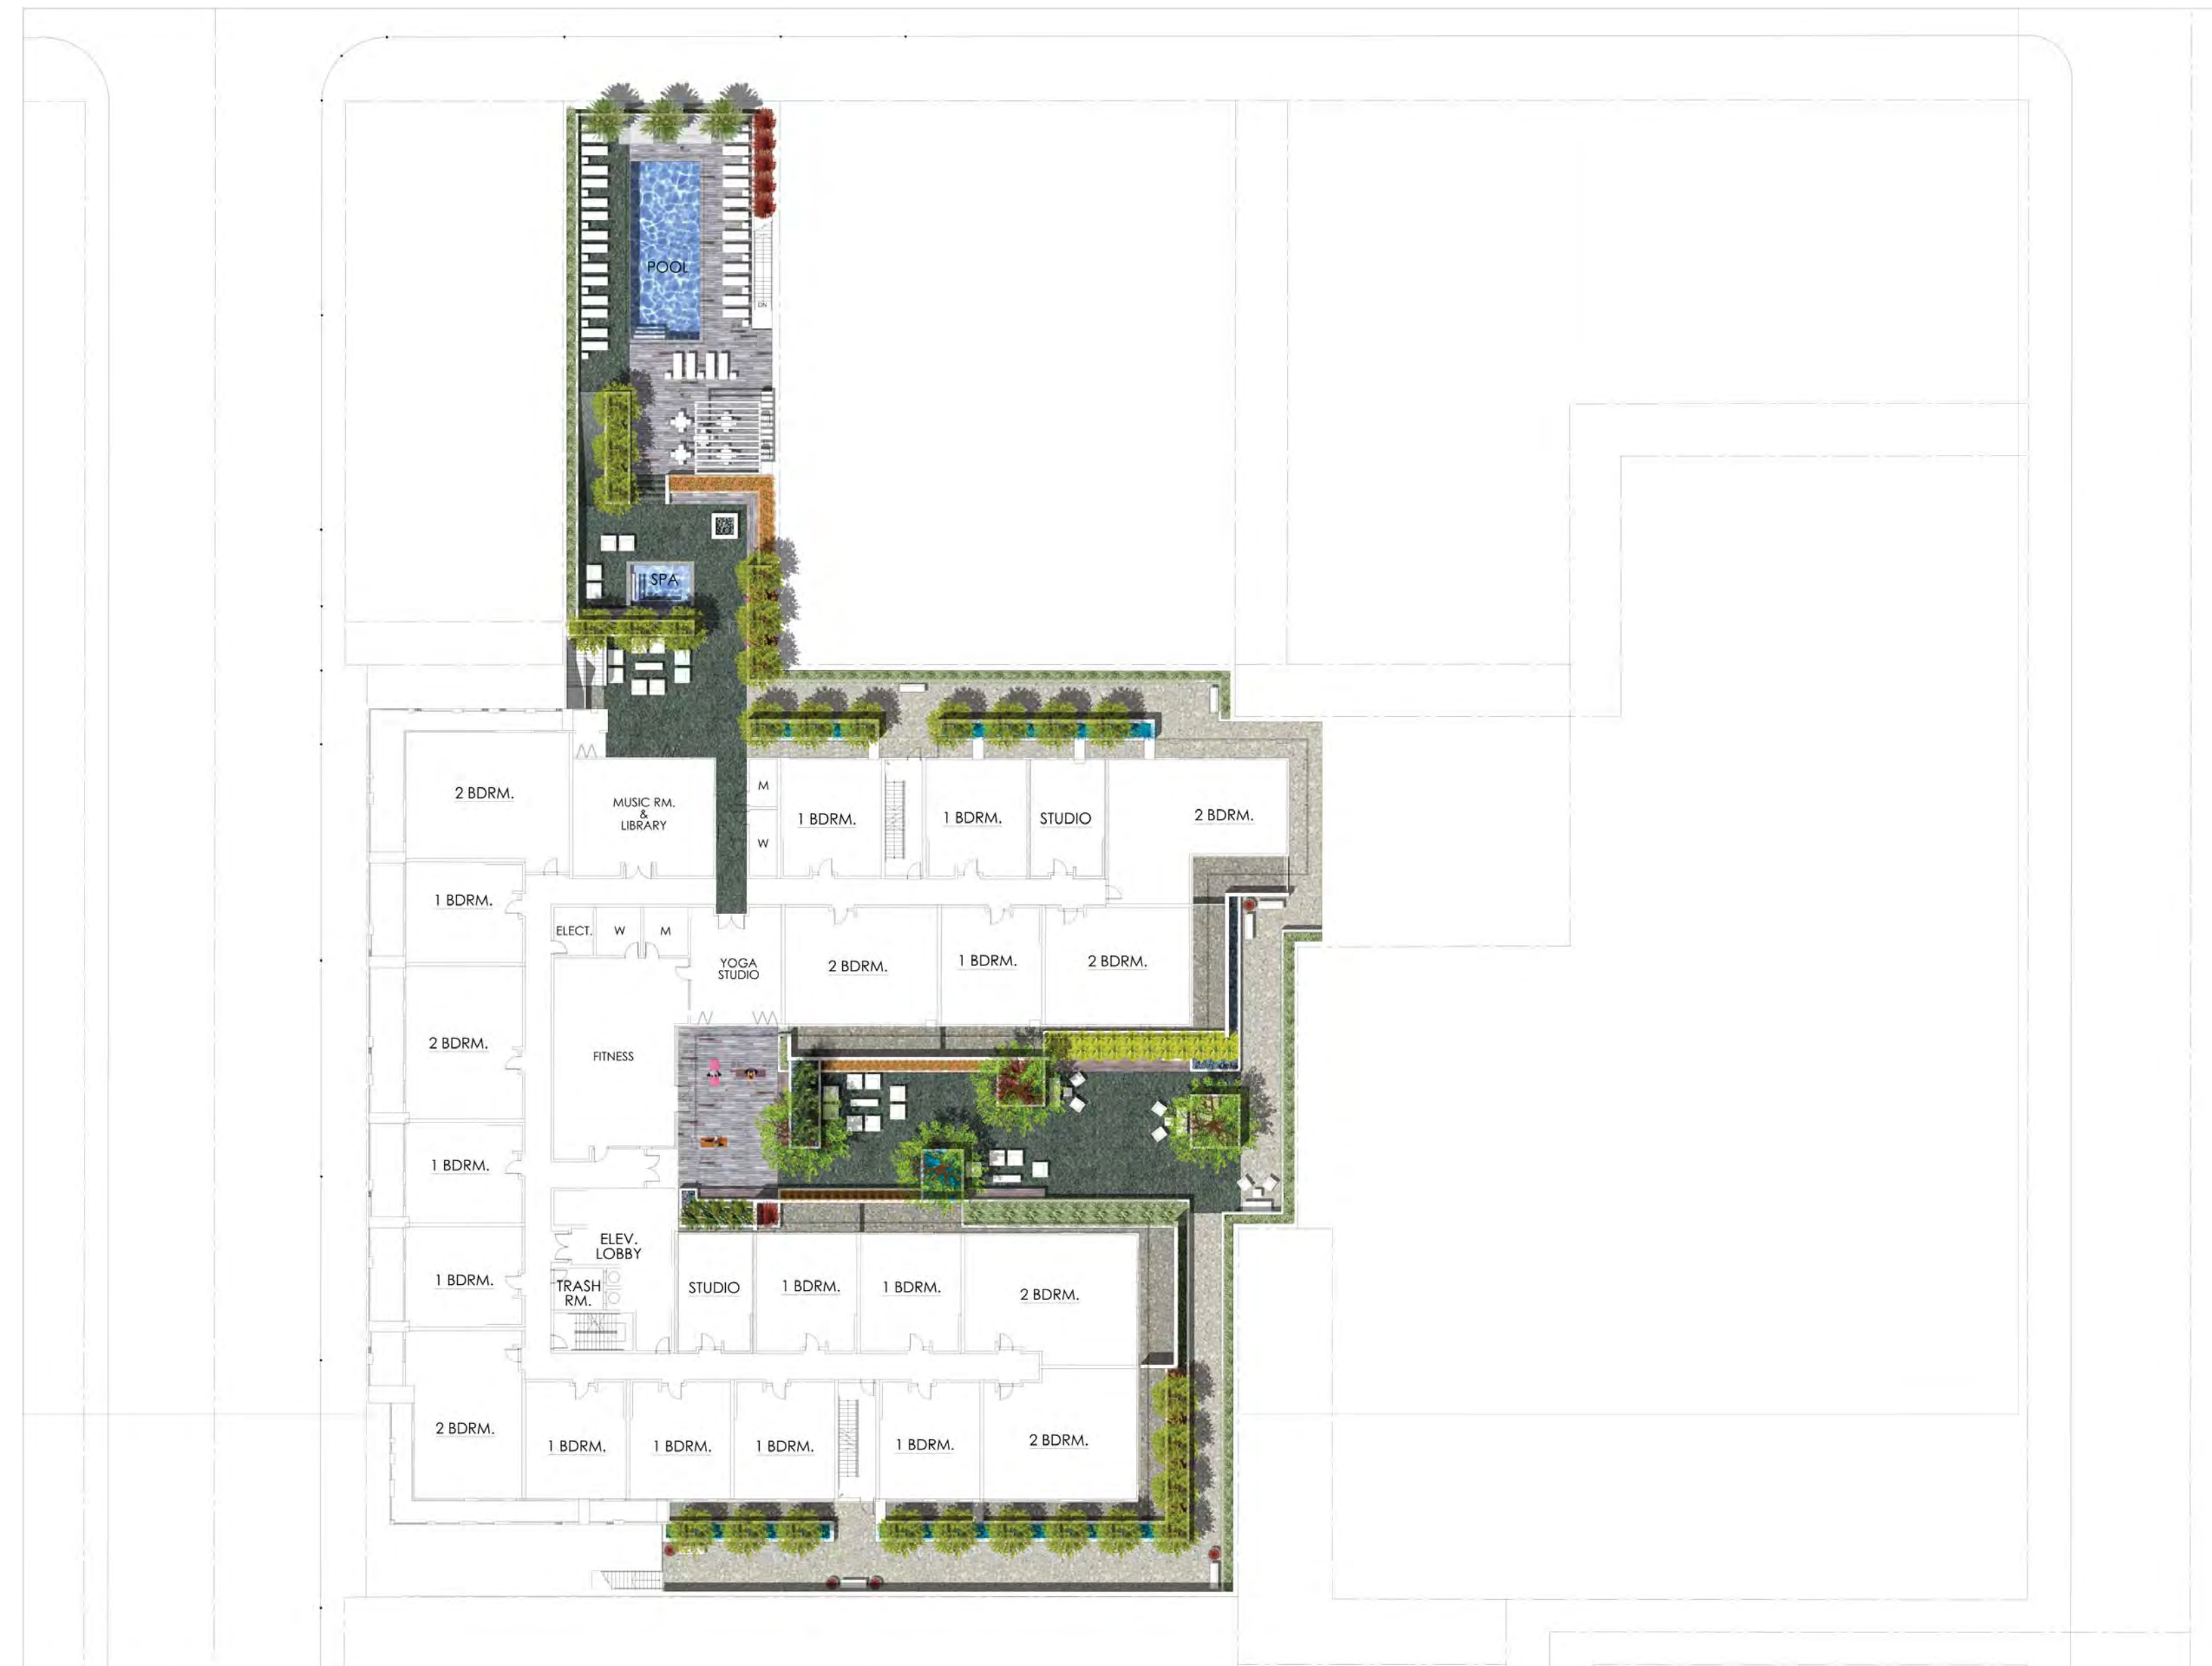 POOL
DN
SPA
2 BDRM.
MUSIC RM.
&
LIBRARY
M
W
1 BDRM.
1 BDRM.
STUDIO
2 BDRM.
1 BDRM.
ELECT.
W
M
YOGA
STUDIO
2 BDRM.
1 BDRM.
2 BDRM.
2 BDRM.
FITNESS
1 BDRM.
1 BDRM.
ELEV.
LOBBY
TRASH
RM.
STUDIO
1 BDRM.
1 BDRM.
2 BDRM.
2 BDRM.
1 BDRM.
1 BDRM.
1 BDRM.
1 BDRM.
2 BDRM.